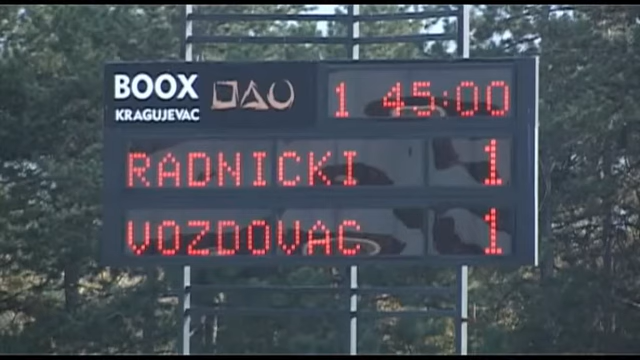 BOOX
KRAGUJEVAC
1 45:00
RADNICKI 1
VOZDOVAC 1